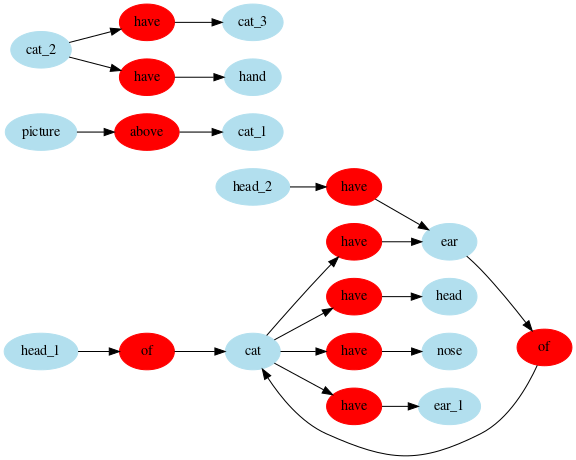 cat_2 have cat_3
have hand
picture above cat_1
head_2 have
have ear
have head
head_1 of cat have nose of
have ear_1